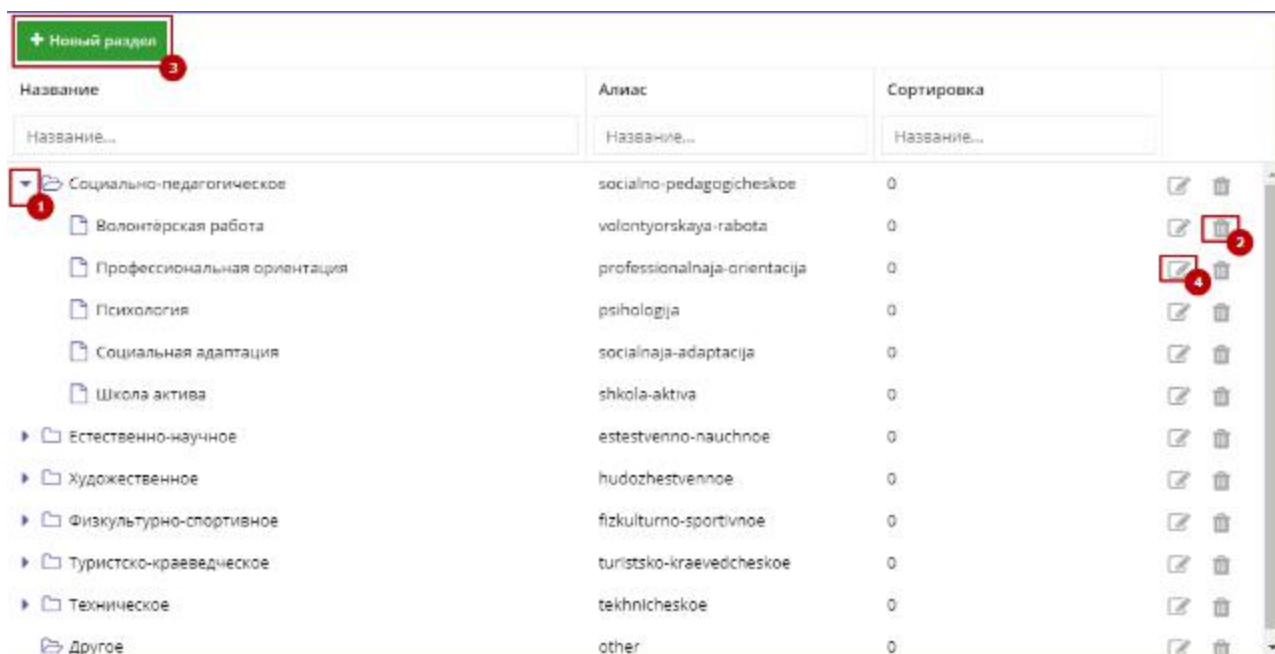 + Новый раздел
3
Название Алиас Сортировка
Название... Название... Название...
Социально-педагогическое socialno-pedagogicheskoe 0
1
Волонтёрская работа volontyorskaya-rabota 0
2
Профессиональная ориентация professionalnaja-orientacija 0
4
Психология psihologija 0
Социальная адаптация socialnaja-adaptacija 0
Школа актива shkola-aktiva 0
Естественно-научное estestvenno-nauchnoe 0
Художественное hudozhestvennoe 0
Физкультурно-спортивное fizkulturno-sportivnoe 0
Туристско-краеведческое turistsko-kraevedcheskoe 0
Техническое tekhnicheskoe 0
Другое other 0